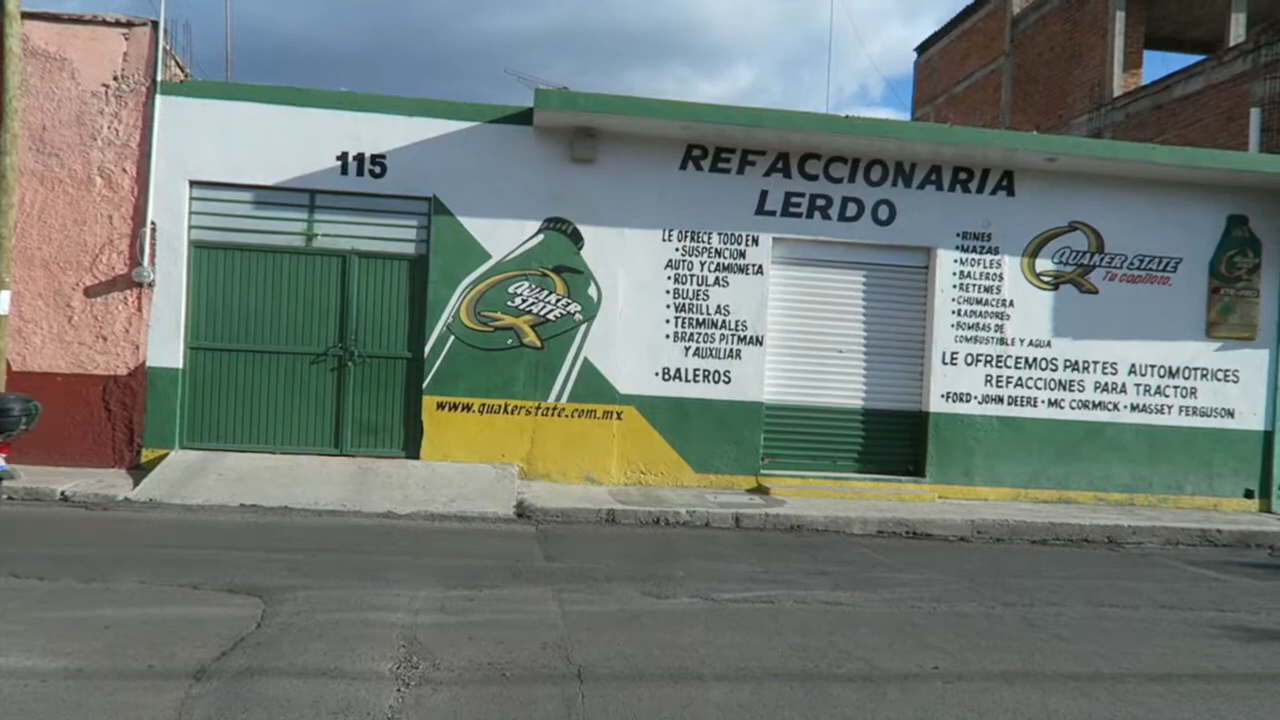 115
REFACCIONARIA
LERDO
QUAKER
STATE
www.quakerstate.com.mx
LE OFRECE TODO EN
•SUSPENCION
AUTO Y CAMIONETA
•ROTULAS
•BUJES
•VARILLAS
•TERMINALES
•BRAZOS PITMAN
Y AUXILIAR
•BALEROS
•RINES
•MAZAS
•MOFLES
•BALEROS
•RETENES
•CHUMACERA
•RADIADORES
•BOMBAS DE
COMBUSTIBLE Y AGUA
QUAKER STATE
Tu copiloto.
LE OFRECEMOS PARTES AUTOMOTRICES
REFACCIONES PARA TRACTOR
•FORD•JOHN DEERE•MC CORMICK•MASSEY FERGUSON